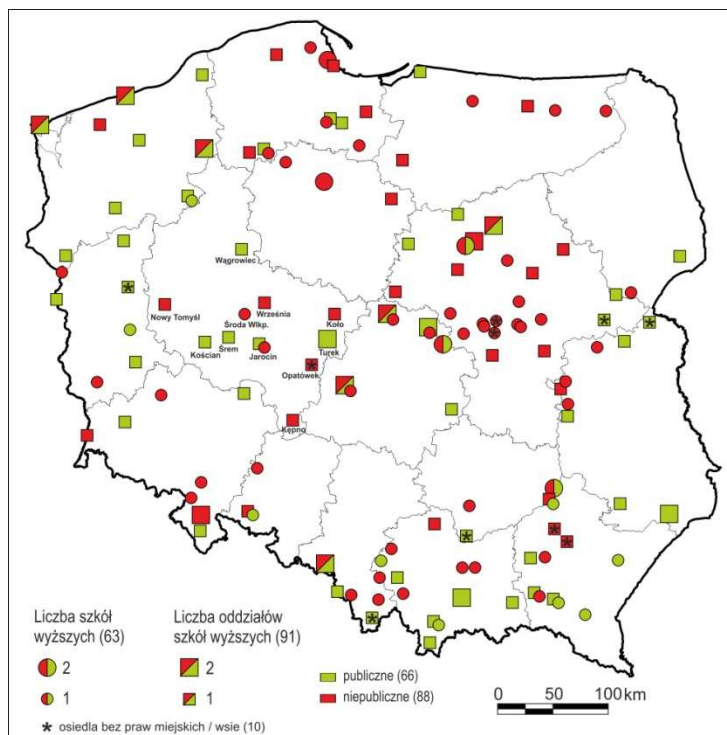 Wągrowiec
Nowy Tomyśl
Września
Środa Wlkp.
Koło
Kościan
Śrem
Jarocin
Turek
Opatówek
Kępno
Liczba szkół
wyższych (63)
2
1
Liczba oddziałów
szkół wyższych (91)
2
1
publiczne (66)
niepubliczne (88)
* osiedla bez praw miejskich / wsie (10)
0 50 100 km